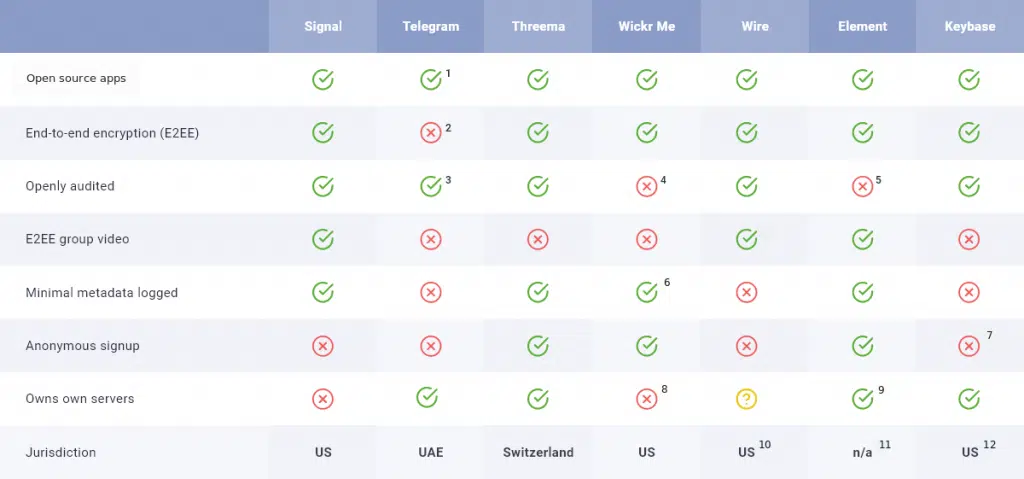 Signal Telegram Threema Wickr Me Wire Element Keybase
Open source apps 1
End-to-end encryption (E2EE) 2
Openly audited 3 4 5
E2EE group video
Minimal metadata logged 6
Anonymous signup 7
Owns own servers 8 ? 9
Jurisdiction US UAE Switzerland US US 10 n/a 11 US 12